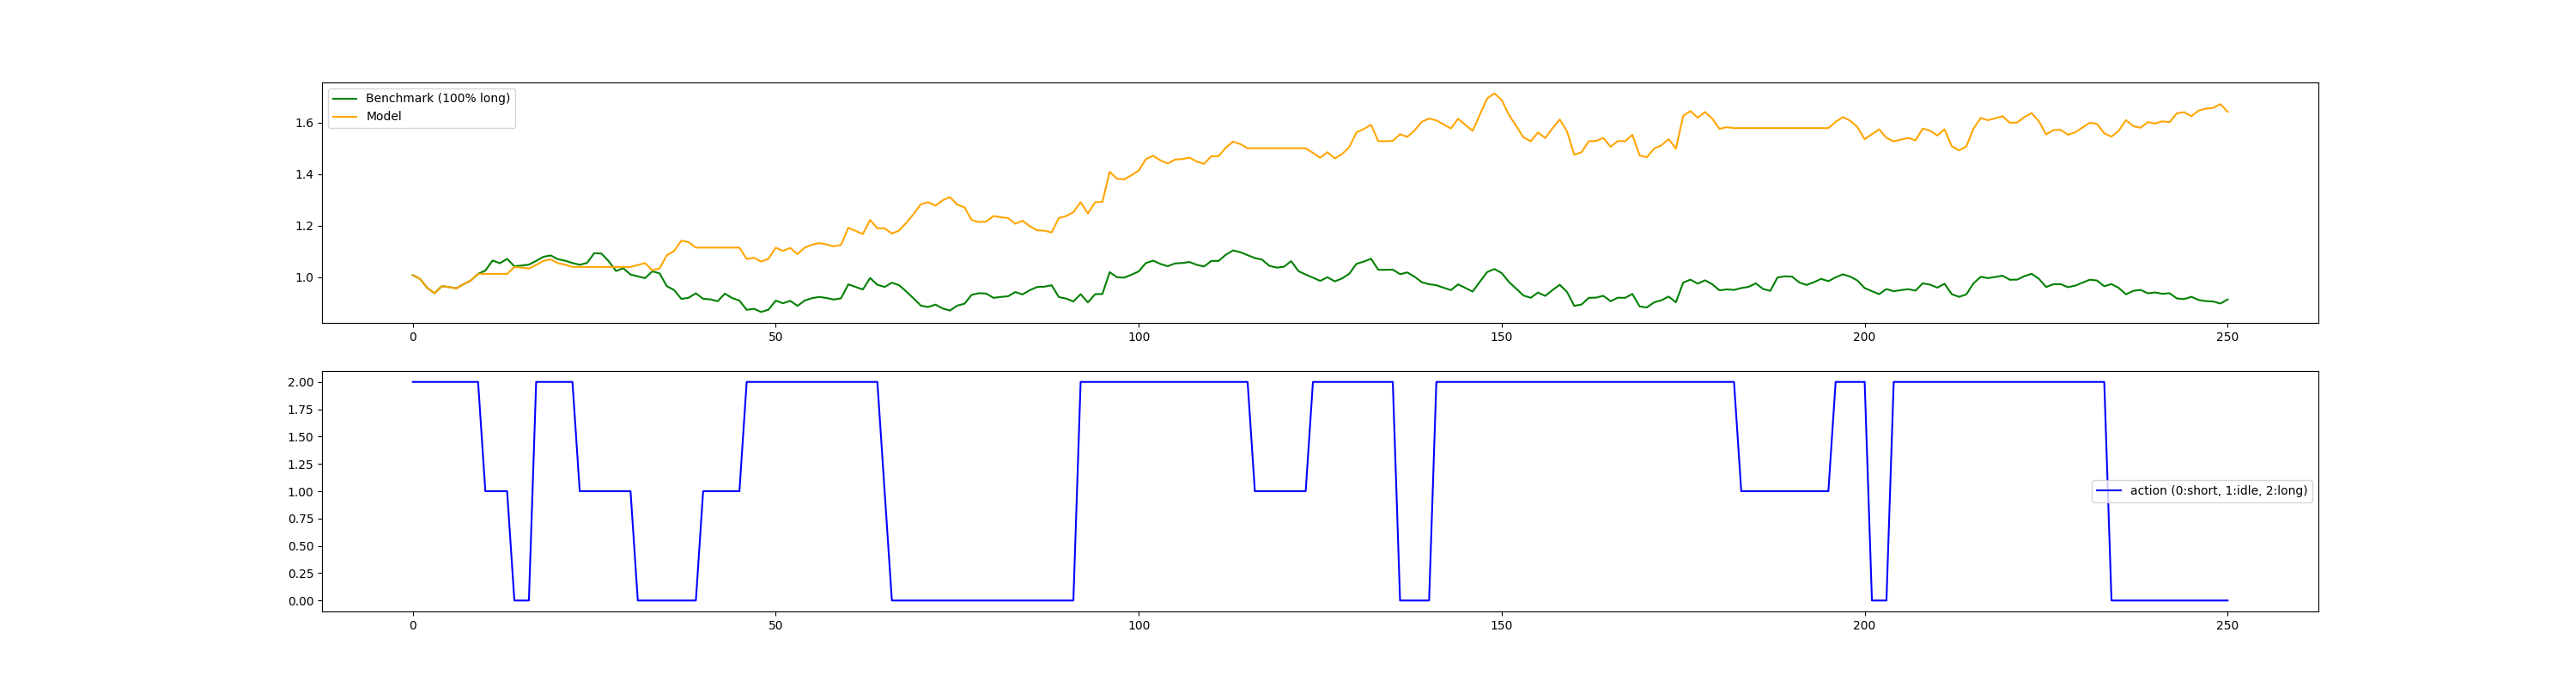 Benchmark (100% long)
Model
1.6
1.4
1.2
1.0
0 50 100 150 200 250
2.00
1.75
1.50
1.25
1.00
0.75
0.50
0.25
0.00
action (0:short, 1:idle, 2:long)
0 50 100 150 200 250